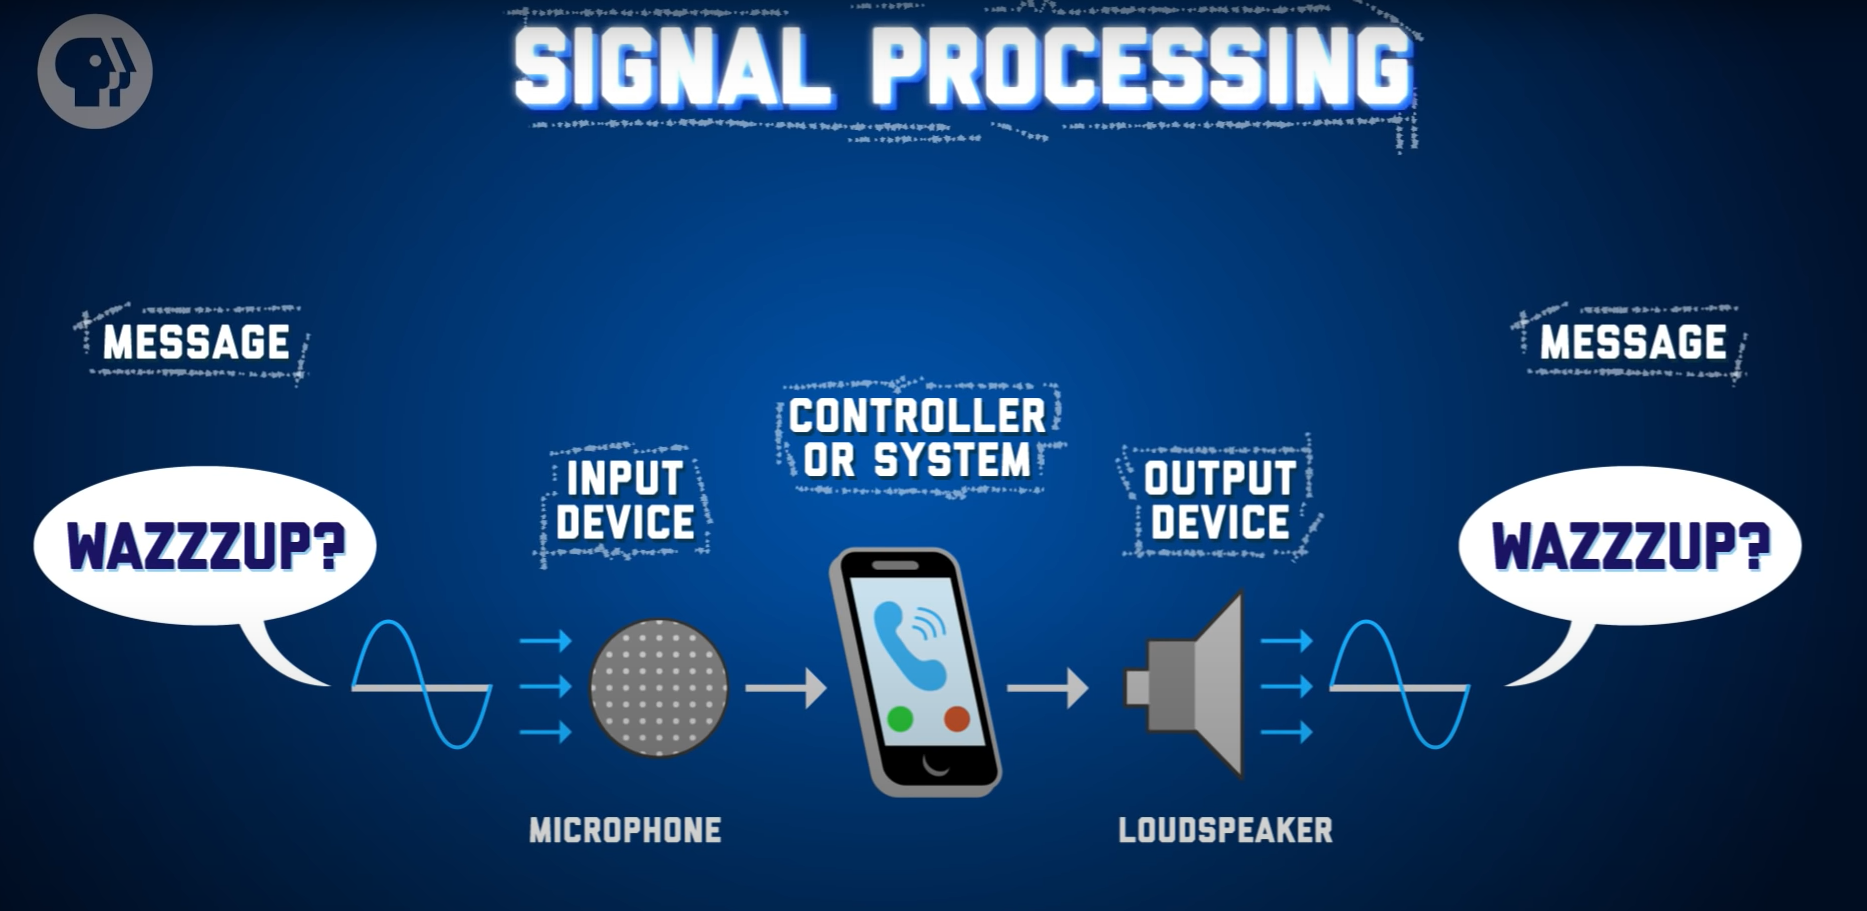 SIGNAL PROCESSING
MESSAGE
MESSAGE
CONTROLLER
OR SYSTEM
INPUT
DEVICE
OUTPUT
DEVICE
WAZZZUP?
WAZZZUP?
MICROPHONE
LOUDSPEAKER